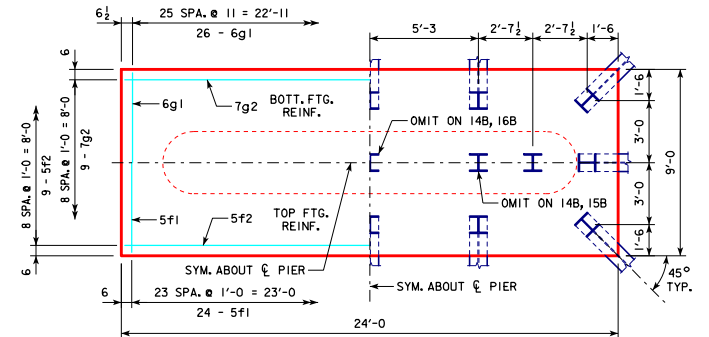 6½
25 SPA. @ 11 = 22'-11
26 - 6g1
5'-3
2'-7½
2'-7½
1'-6
6
6g1
7g2
BOTT. FTG.
REINF.
OMIT ON 14B, 16B
1'-6
3'-0
9'-0
3'-0
1'-6
8 SPA. @ 1'-0 = 8'-0
9 - 5f2
8 SPA. @ 1'-0 = 8'-0
9 - 7g2
5f1
5f2
TOP FTG.
REINF.
OMIT ON 14B, 15B
6
SYM. ABOUT ℄ PIER
SYM. ABOUT ℄ PIER
45°
TYP.
6
23 SPA. @ 1'-0 = 23'-0
24 - 5f1
24'-0